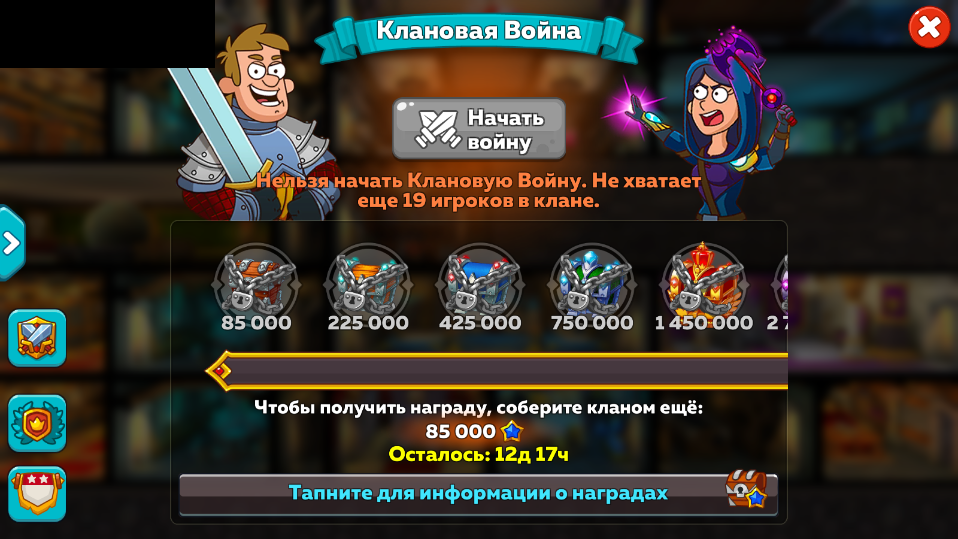 Клановая Война
Начать
войну
Нельзя начать Клановую Войну. Не хватает
еще 19 игроков в клане.
85 000 225 000 425 000 750 000 1 450 000 2 7
Чтобы получить награду, соберите кланом ещё:
85 000
Осталось: 12д 17ч
Тапните для информации о наградах